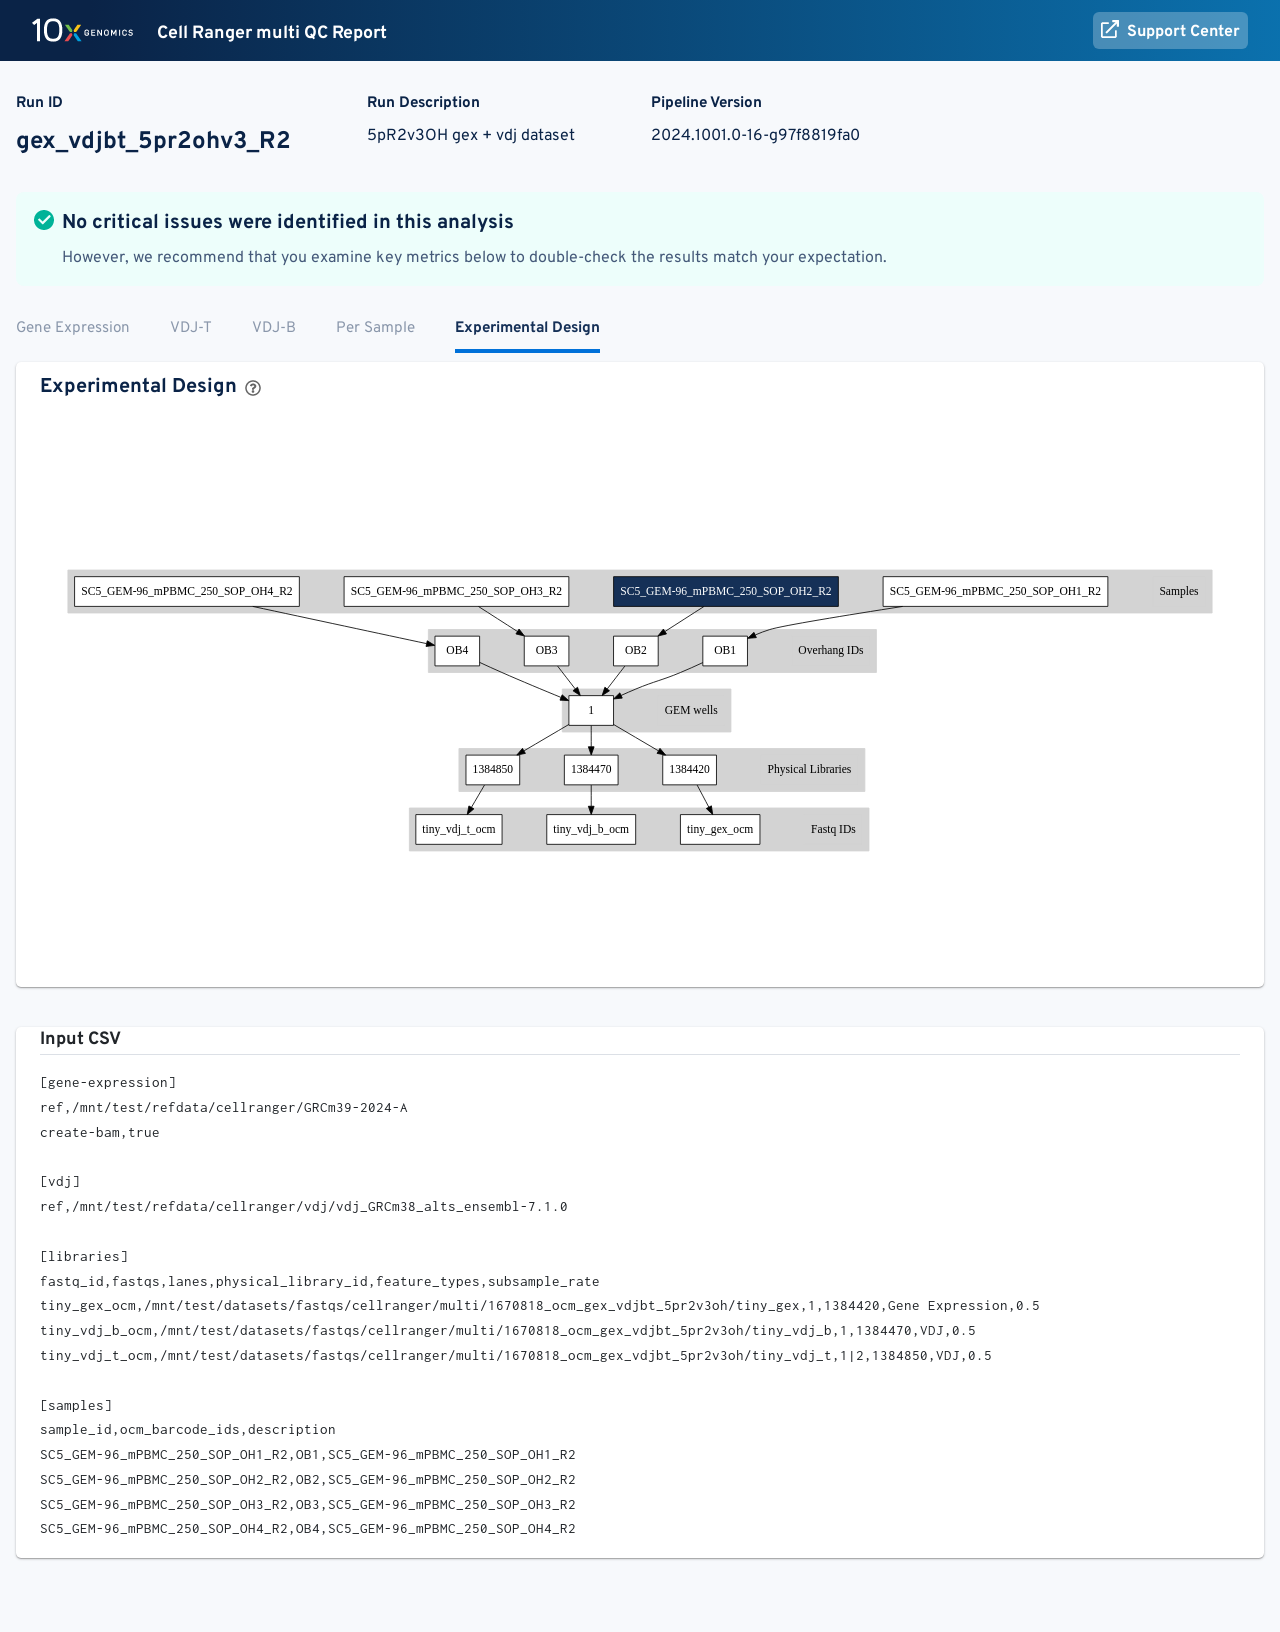 10x GENOMICS Cell Ranger multi QC Report Support Center
Run ID Run Description Pipeline Version
gex_vdjbt_5pr2ohv3_R2 5pR2v3OH gex + vdj dataset 2024.1001.0-16-g97f8819fa0
No critical issues were identified in this analysis
However, we recommend that you examine key metrics below to double-check the results match your expectation.
Gene Expression VDJ-T VDJ-B Per Sample Experimental Design
Experimental Design ?
SC5_GEM-96_mPBMC_250_SOP_OH4_R2 SC5_GEM-96_mPBMC_250_SOP_OH3_R2 SC5_GEM-96_mPBMC_250_SOP_OH2_R2 SC5_GEM-96_mPBMC_250_SOP_OH1_R2 Samples
OB4 OB3 OB2 OB1 Overhang IDs
1 GEM wells
1384850 1384470 1384420 Physical Libraries
tiny_vdj_t_ocm tiny_vdj_b_ocm tiny_gex_ocm Fastq IDs
Input CSV
[gene-expression]
ref,/mnt/test/refdata/cellranger/GRCm39-2024-A
create-bam,true
[vdj]
ref,/mnt/test/refdata/cellranger/vdj/vdj_GRCm38_alts_ensembl-7.1.0
[libraries]
fastq_id,fastqs,lanes,physical_library_id,feature_types,subsample_rate
tiny_gex_ocm,/mnt/test/datasets/fastqs/cellranger/multi/1670818_ocm_gex_vdjbt_5pr2v3oh/tiny_gex,1,1384420,Gene Expression,0.5
tiny_vdj_b_ocm,/mnt/test/datasets/fastqs/cellranger/multi/1670818_ocm_gex_vdjbt_5pr2v3oh/tiny_vdj_b,1,1384470,VDJ,0.5
tiny_vdj_t_ocm,/mnt/test/datasets/fastqs/cellranger/multi/1670818_ocm_gex_vdjbt_5pr2v3oh/tiny_vdj_t,1|2,1384850,VDJ,0.5
[samples]
sample_id,ocm_barcode_ids,description
SC5_GEM-96_mPBMC_250_SOP_OH1_R2,OB1,SC5_GEM-96_mPBMC_250_SOP_OH1_R2
SC5_GEM-96_mPBMC_250_SOP_OH2_R2,OB2,SC5_GEM-96_mPBMC_250_SOP_OH2_R2
SC5_GEM-96_mPBMC_250_SOP_OH3_R2,OB3,SC5_GEM-96_mPBMC_250_SOP_OH3_R2
SC5_GEM-96_mPBMC_250_SOP_OH4_R2,OB4,SC5_GEM-96_mPBMC_250_SOP_OH4_R2